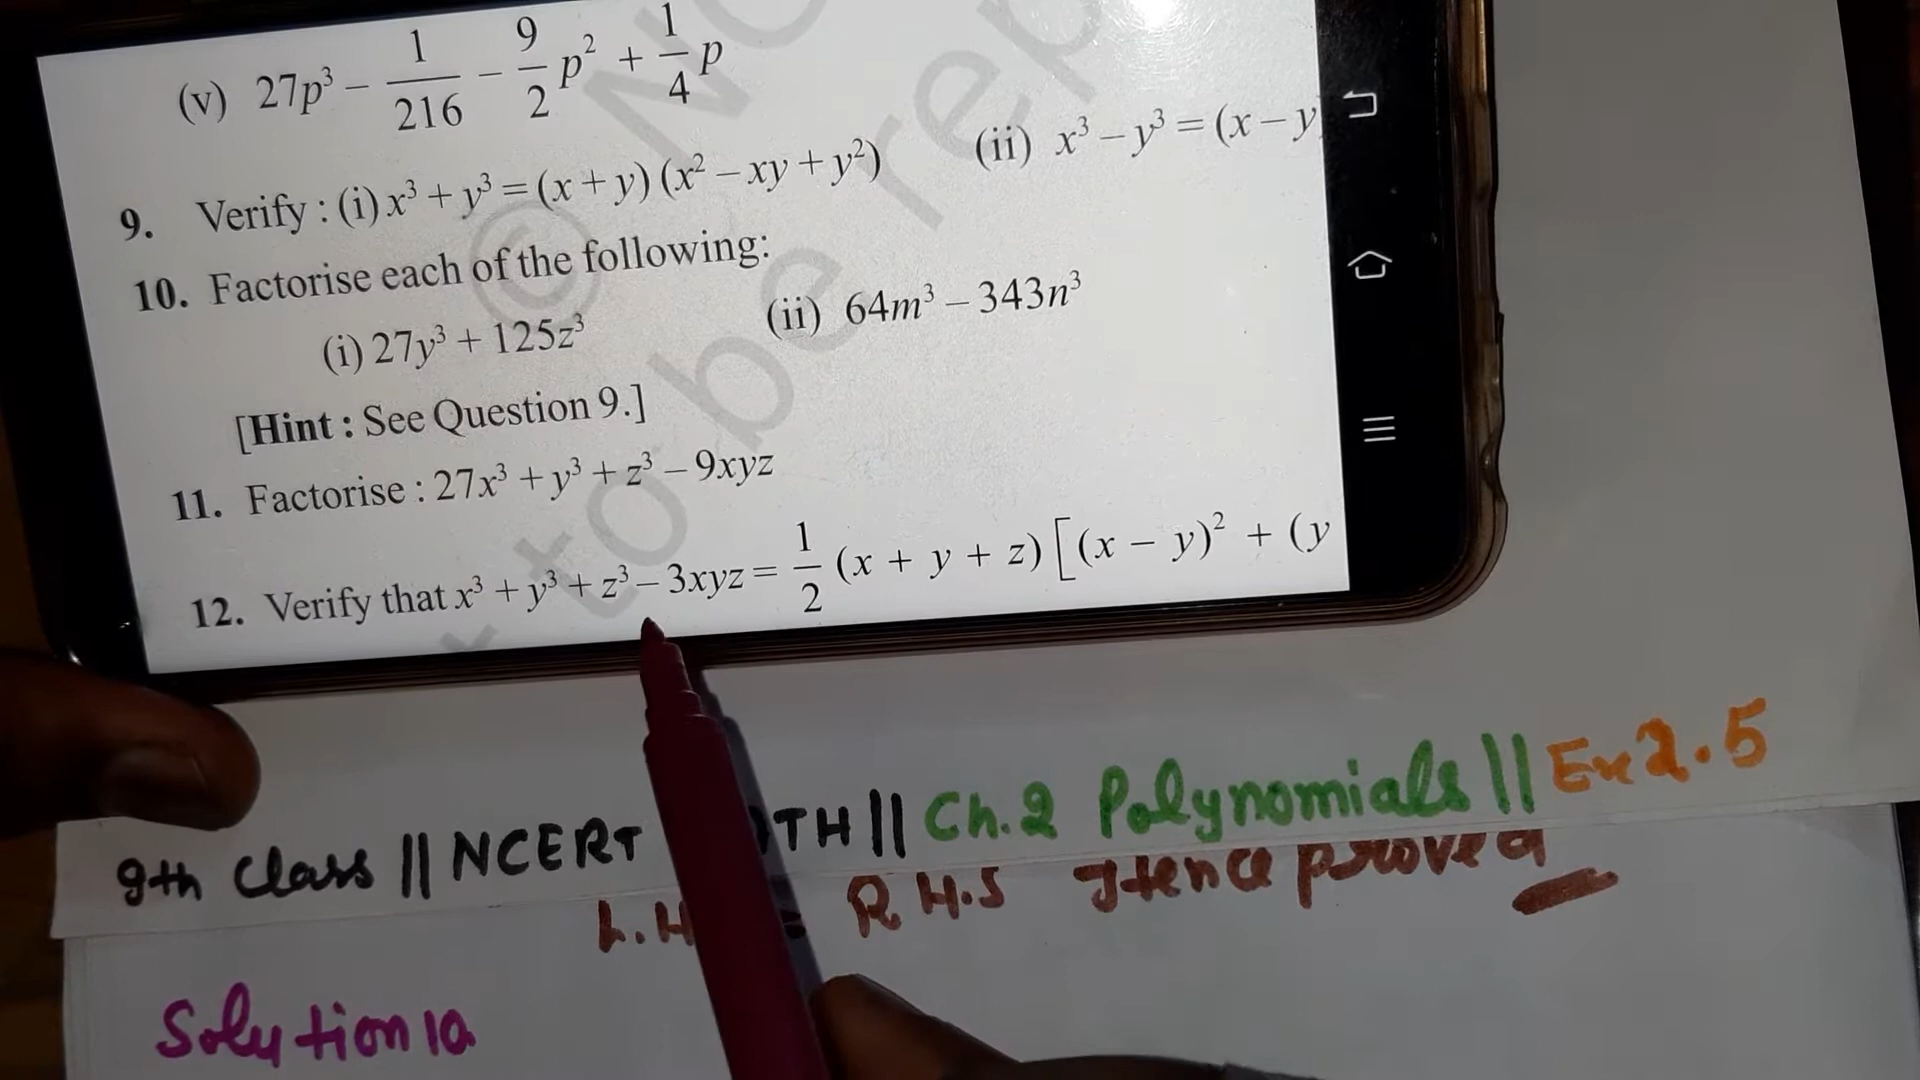 (v) 27p³ − 1/216 − 9/2 p² + 1/4 p
9. Verify : (i) x³ + y³ = (x + y) (x² − xy + y²) (ii) x³ − y³ = (x − y
10. Factorise each of the following:
(i) 27y³ + 125z³ (ii) 64m³ − 343n³
[Hint : See Question 9.]
11. Factorise : 27x³ + y³ + z³ − 9xyz
12. Verify that x³ + y³ + z³ − 3xyz = 1/2 (x + y + z) [(x − y)² + (y
9th Class || NCERT || Ch.2 Polynomials || Ex 2.5
R.H.S Hence proved
Solution 10